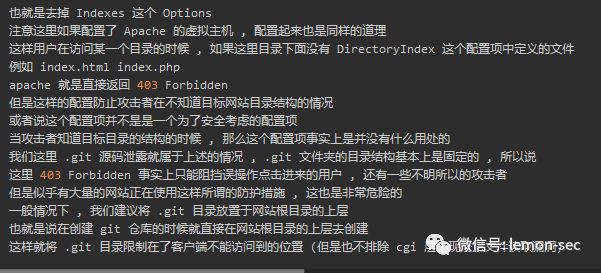 也就是去掉 Indexes 这个 Options
注意这里如果配置了 Apache 的虚拟主机 , 配置起来也是同样的道理
这样用户在访问某一个目录的时候 , 如果这里目录下面没有 DirectoryIndex 这个配置项中定义的文件
例如 index.html index.php
apache 就是直接返回 403 Forbidden
但是这样的配置防止攻击者在不知道目标网站目录结构的情况
或者说这个配置项并不是是一个为了安全考虑的配置项
当攻击者知道目标目录的结构的时候 , 那么这个配置项事实上是并没有什么用处的
我们这里 .git 源码泄露就属于上述的情况 , .git 文件夹的目录结构基本上是固定的 , 所以说
这里 403 Forbidden 事实上只能阻挡误操作点击进来的用户 , 还有一些不明所以的攻击者
但是似乎有大量的网站正在使用这样所谓的防护措施 , 这也是非常危险的
一般情况下 , 我们建议将 .git 目录放置于网站根目录的上层
也就是说在创建 git 仓库的时候就直接在网站根目录的上层去创建
这样就将 .git 目录限制在了客户端不能访问到的位置 (但是也不排除 cgi
微信号: lemon-sec